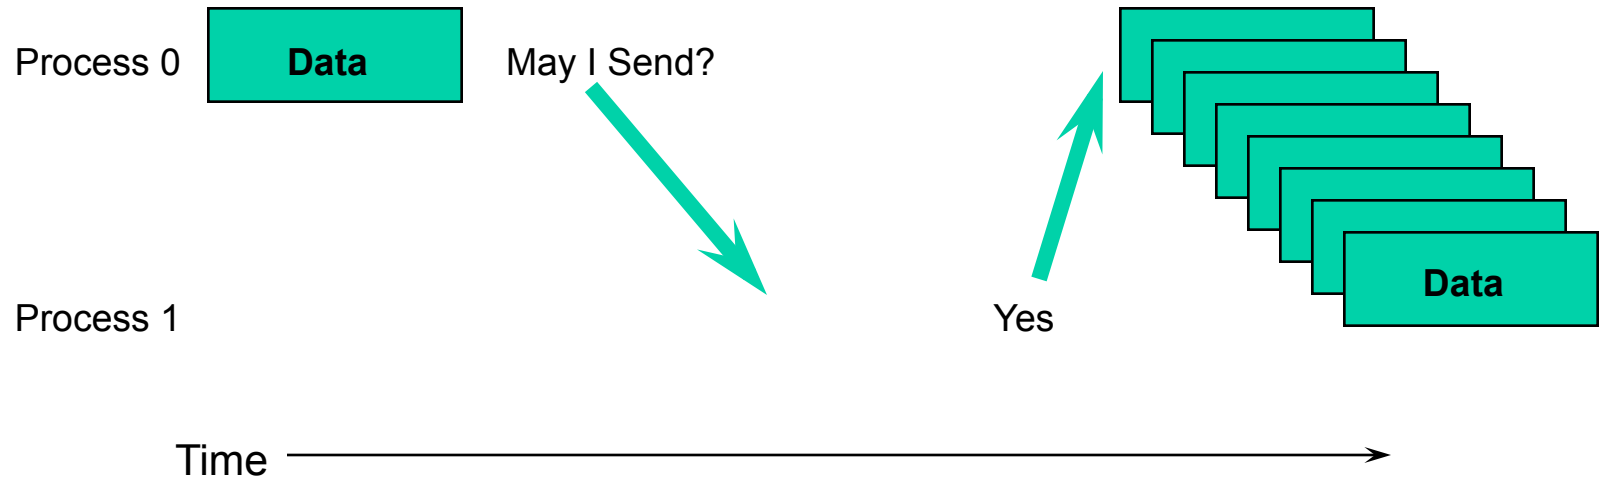 Process 0
Data
May I Send?
Data
Process 1
Yes
Time